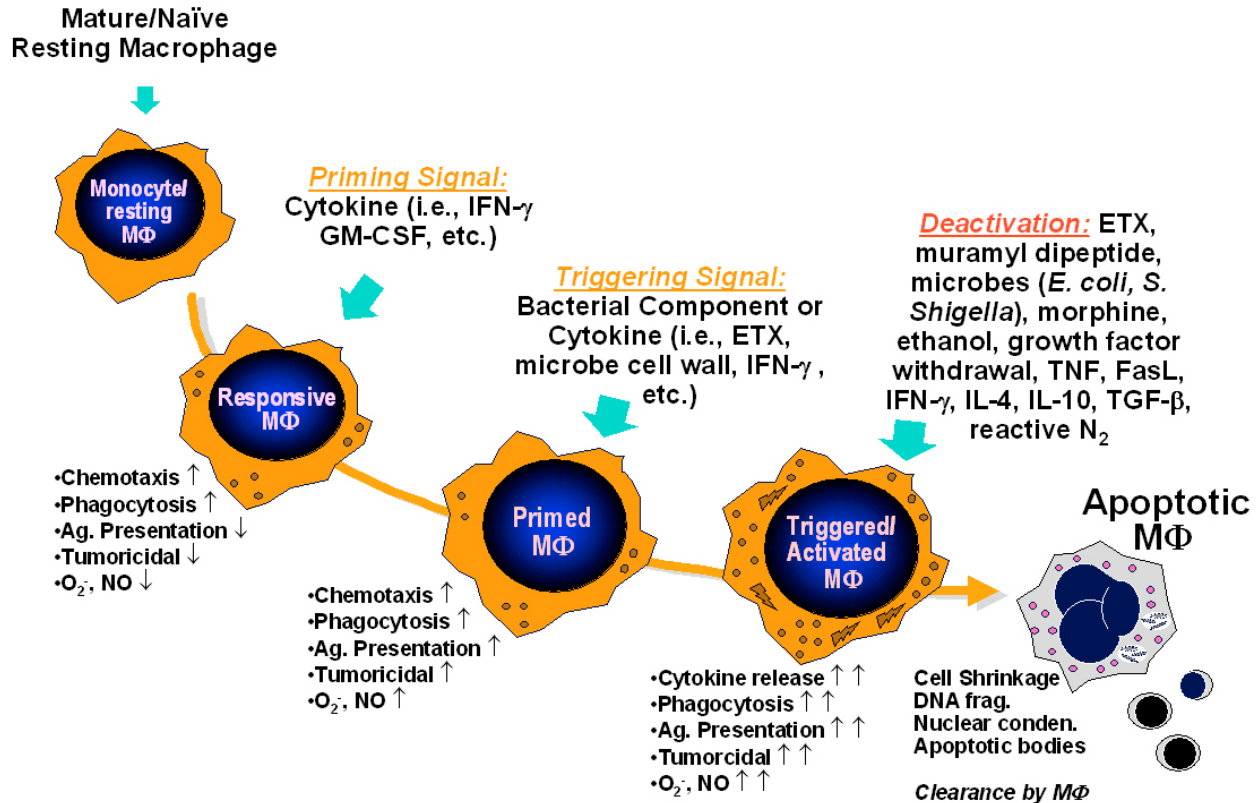 Mature/Naïve
Resting Macrophage
Monocyte/
resting
MΦ
Priming Signal:
Cytokine (i.e., IFN-γ
GM-CSF, etc.)
Responsive
MΦ
•Chemotaxis ↑
•Phagocytosis ↑
•Ag. Presentation ↓
•Tumoricidal ↓
•O₂⁻, NO ↓
Triggering Signal:
Bacterial Component or
Cytokine (i.e., ETX,
microbe cell wall, IFN-γ ,
etc.)
Primed
MΦ
•Chemotaxis ↑
•Phagocytosis ↑
•Ag. Presentation ↑
•Tumoricidal ↑
•O₂⁻, NO ↑
Deactivation: ETX,
muramyl dipeptide,
microbes (E. coli, S.
Shigella), morphine,
ethanol, growth factor
withdrawal, TNF, FasL,
IFN-γ, IL-4, IL-10, TGF-β,
reactive N₂
Triggered/
Activated
MΦ
•Cytokine release ↑ ↑
•Phagocytosis ↑ ↑
•Ag. Presentation ↑ ↑
•Tumorcidal ↑ ↑
•O₂⁻, NO ↑ ↑
Apoptotic
MΦ
Cell Shrinkage
DNA frag.
Nuclear conden.
Apoptotic bodies
Clearance by MΦ